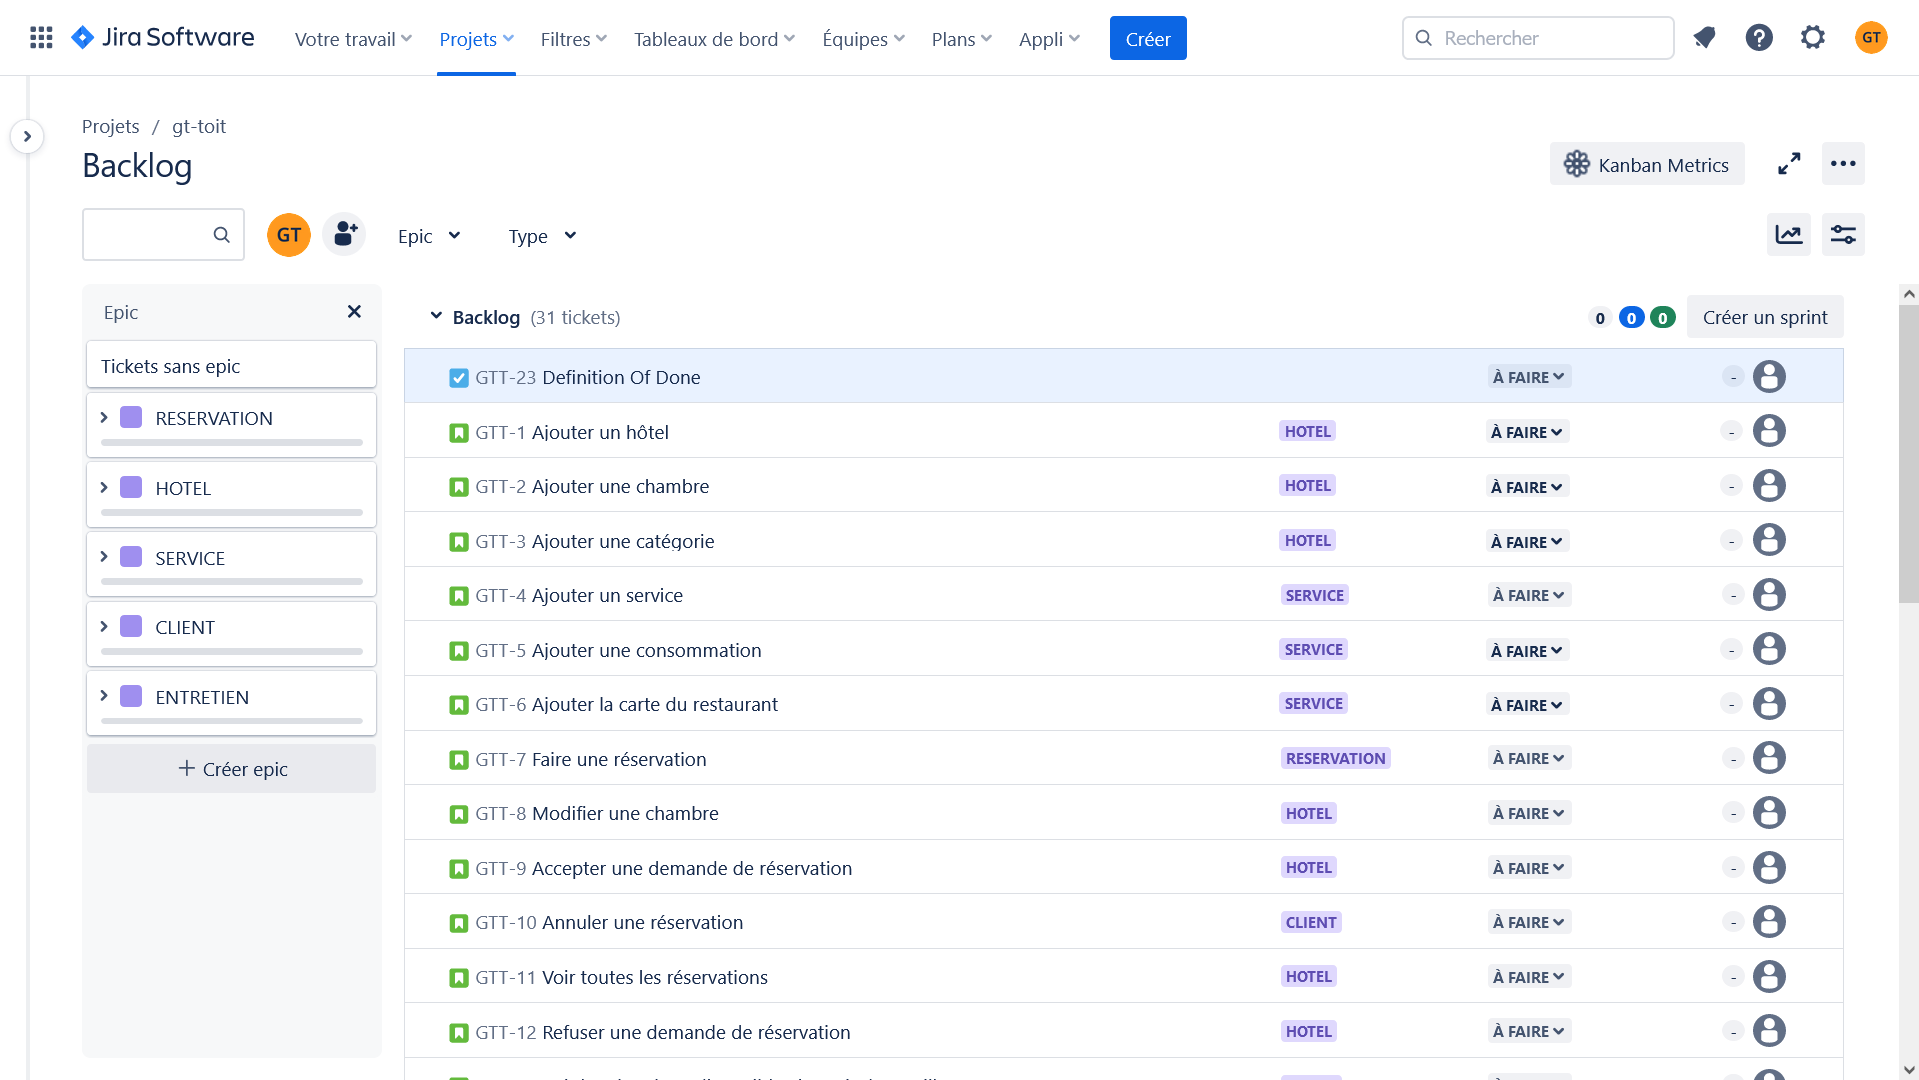 Jira Software Votre travail Projets Filtres Tableaux de bord Équipes Plans Appli Créer Rechercher GT
Projets / gt-toit
Backlog
Kanban Metrics
GT Epic Type
Epic
Tickets sans epic
RESERVATION
HOTEL
SERVICE
CLIENT
ENTRETIEN
Créer epic
Backlog (31 tickets) 0 0 0 Créer un sprint
GTT-23 Definition Of Done À FAIRE -
GTT-1 Ajouter un hôtel HOTEL À FAIRE -
GTT-2 Ajouter une chambre HOTEL À FAIRE -
GTT-3 Ajouter une catégorie HOTEL À FAIRE -
GTT-4 Ajouter un service SERVICE À FAIRE -
GTT-5 Ajouter une consommation SERVICE À FAIRE -
GTT-6 Ajouter la carte du restaurant SERVICE À FAIRE -
GTT-7 Faire une réservation RESERVATION À FAIRE -
GTT-8 Modifier une chambre HOTEL À FAIRE -
GTT-9 Accepter une demande de réservation HOTEL À FAIRE -
GTT-10 Annuler une réservation CLIENT À FAIRE -
GTT-11 Voir toutes les réservations HOTEL À FAIRE -
GTT-12 Refuser une demande de réservation HOTEL À FAIRE -